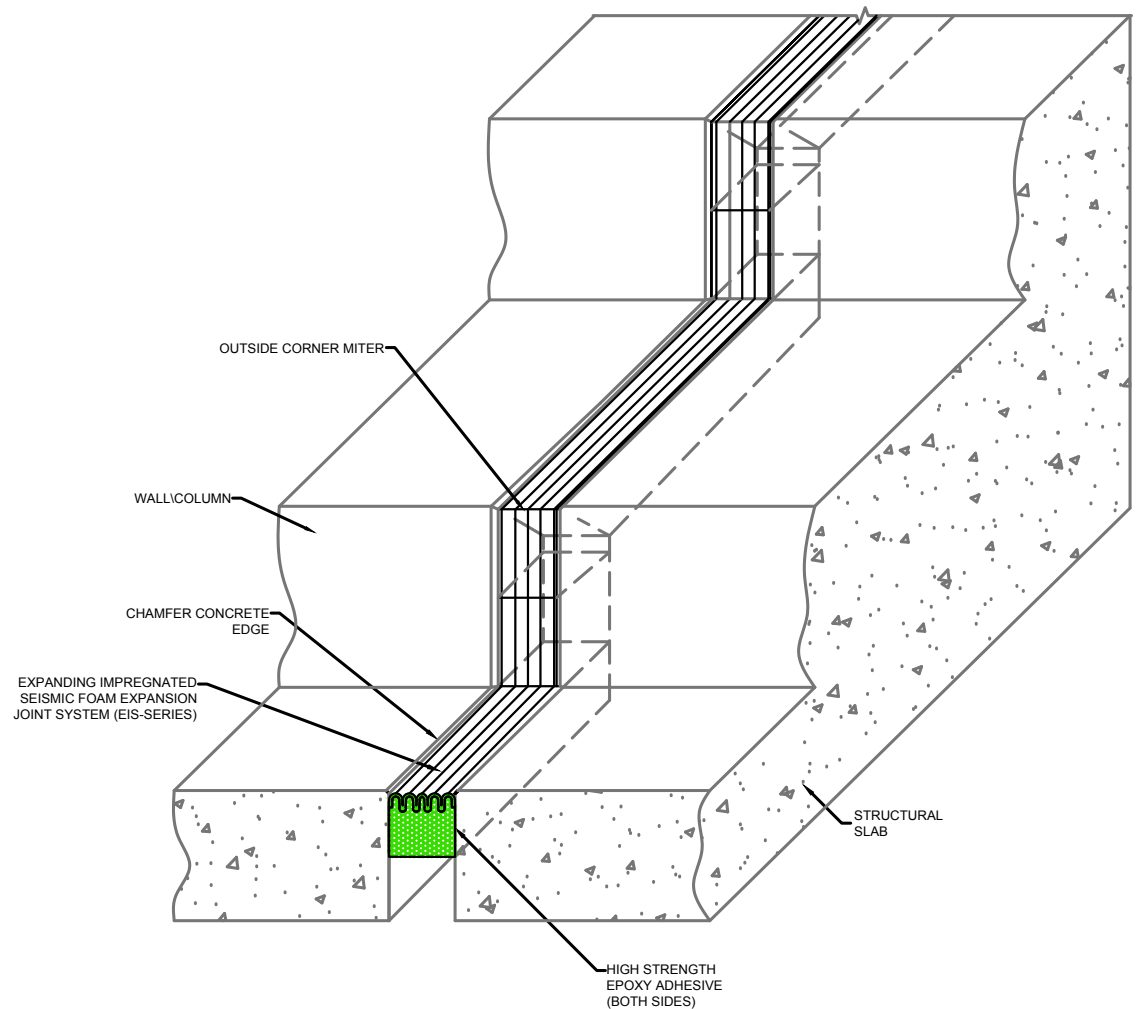 OUTSIDE CORNER MITER
WALL\COLUMN
CHAMFER CONCRETE
EDGE
EXPANDING IMPREGNATED
SEISMIC FOAM EXPANSION
JOINT SYSTEM (EIS-SERIES)
STRUCTURAL
SLAB
HIGH STRENGTH
EPOXY ADHESIVE
(BOTH SIDES)